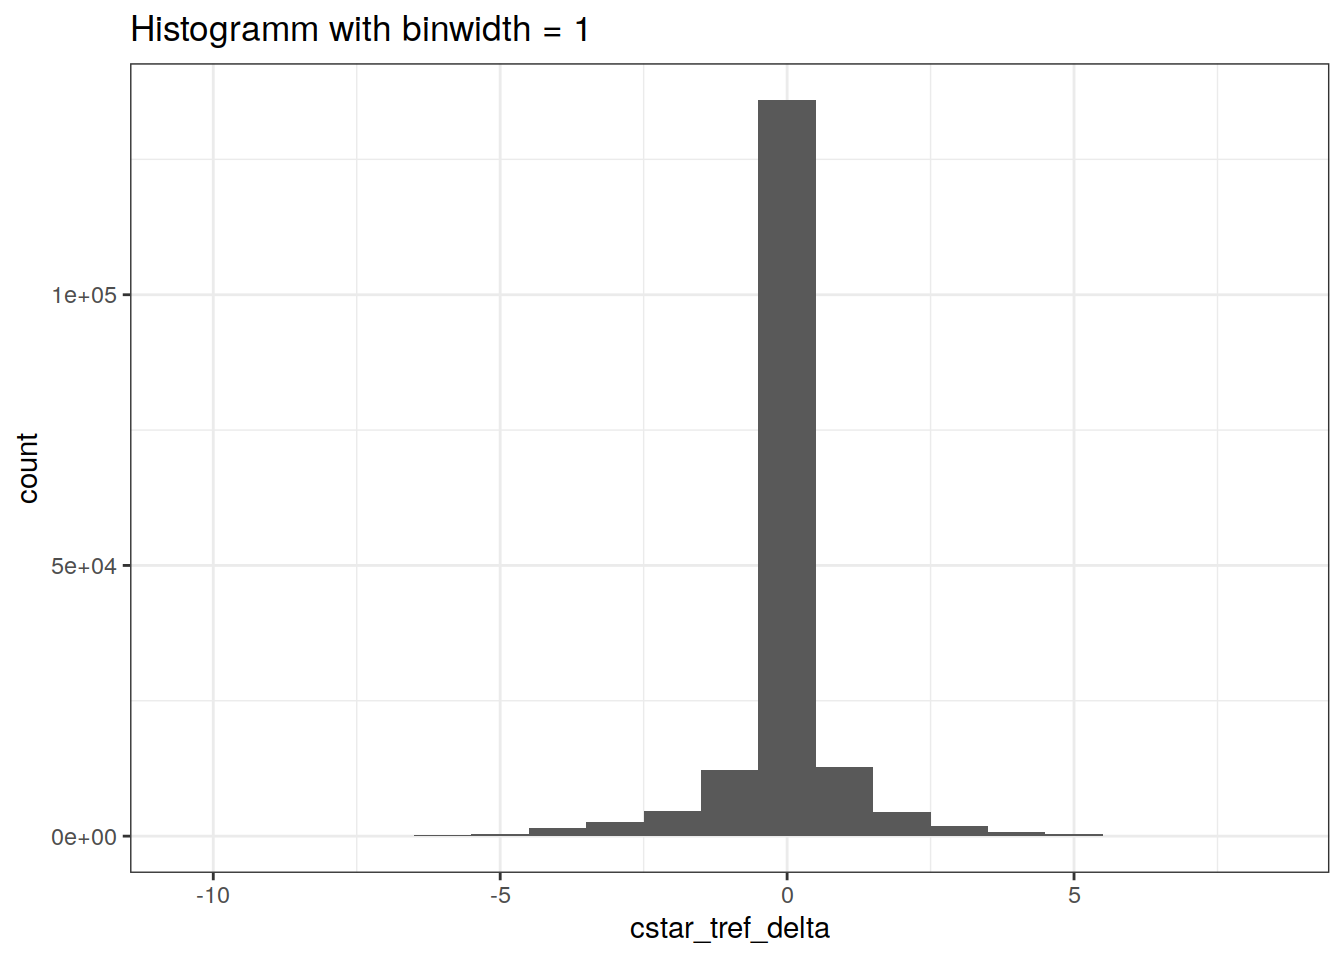 Histogramm with binwidth = 1
count
1e+05
5e+04
0e+00
-10
-5
0
5
cstar_tref_delta